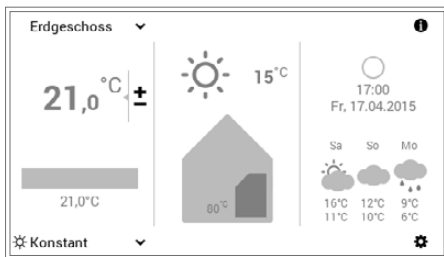 Erdgeschoss
21,0 °C ±
21,0°C
Konstant
15°C
80°C
17:00
Fr, 17.04.2015
Sa So Mo
16°C 12°C 9°C
11°C 10°C 6°C